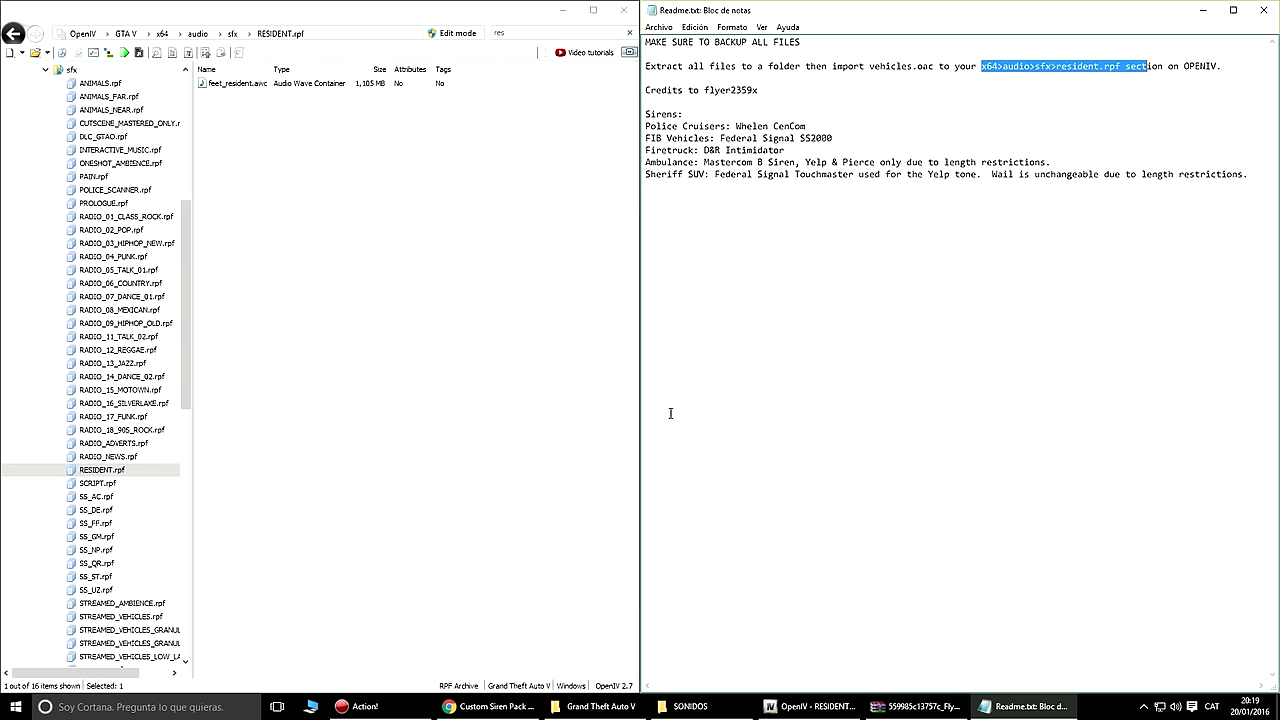 OpenIV GTA V x64 audio sfx RESIDENT.rpf Edit mode res
Video tutorials
sfx
ANIMALS.rpf
ANIMALS_FAR.rpf
ANIMALS_NEAR.rpf
CUTSCENE_MASTERED_ONLY.r
DLC_GTAO.rpf
INTERACTIVE_MUSIC.rpf
ONESHOT_AMBIENCE.rpf
PAIN.rpf
POLICE_SCANNER.rpf
PROLOGUE.rpf
RADIO_01_CLASS_ROCK.rpf
RADIO_02_POP.rpf
RADIO_03_HIPHOP_NEW.rpf
RADIO_04_PUNK.rpf
RADIO_05_TALK_01.rpf
RADIO_06_COUNTRY.rpf
RADIO_07_DANCE_01.rpf
RADIO_08_MEXICAN.rpf
RADIO_09_HIPHOP_OLD.rpf
RADIO_11_TALK_02.rpf
RADIO_12_REGGAE.rpf
RADIO_13_JAZZ.rpf
RADIO_14_DANCE_02.rpf
RADIO_15_MOTOWN.rpf
RADIO_16_SILVERLAKE.rpf
RADIO_17_FUNK.rpf
RADIO_18_90S_ROCK.rpf
RADIO_ADVERTS.rpf
RADIO_NEWS.rpf
RESIDENT.rpf
SCRIPT.rpf
SS_AC.rpf
SS_DE.rpf
SS_FF.rpf
SS_GM.rpf
SS_NP.rpf
SS_QR.rpf
SS_ST.rpf
SS_UZ.rpf
STREAMED_AMBIENCE.rpf
STREAMED_VEHICLES.rpf
STREAMED_VEHICLES_GRANUL
STREAMED_VEHICLES_GRANUL
STREAMED_VEHICLES_LOW_LA
Name Type Size Attributes Tags
feet_resident.awc Audio Wave Container 1,105 MB No No
1 out of 16 items shown Selected: 1 RPF Archive Grand Theft Auto V Windows OpenIV 2.7
Readme.txt: Bloc de notas
Archivo Edición Formato Ver Ayuda
MAKE SURE TO BACKUP ALL FILES
Extract all files to a folder then import vehicles.oac to your x64>audio>sfx>resident.rpf section on OPENIV.
Credits to flyer2359x
Sirens:
Police Cruisers: Whelen CenCom
FIB Vehicles: Federal Signal SS2000
Firetruck: D&R Intimidator
Ambulance: Mastercom B Siren, Yelp & Pierce only due to length restrictions.
Sheriff SUV: Federal Signal Touchmaster used for the Yelp tone.  Wail is unchangeable due to length restrictions.
Soy Cortana. Pregunta lo que quieras. Action! Custom Siren Pack ... Grand Theft Auto V SONIDOS OpenIV - RESIDENT... 559985c13757c_Fly... Readme.txt: Bloc d... CAT 20:19
20/01/2016